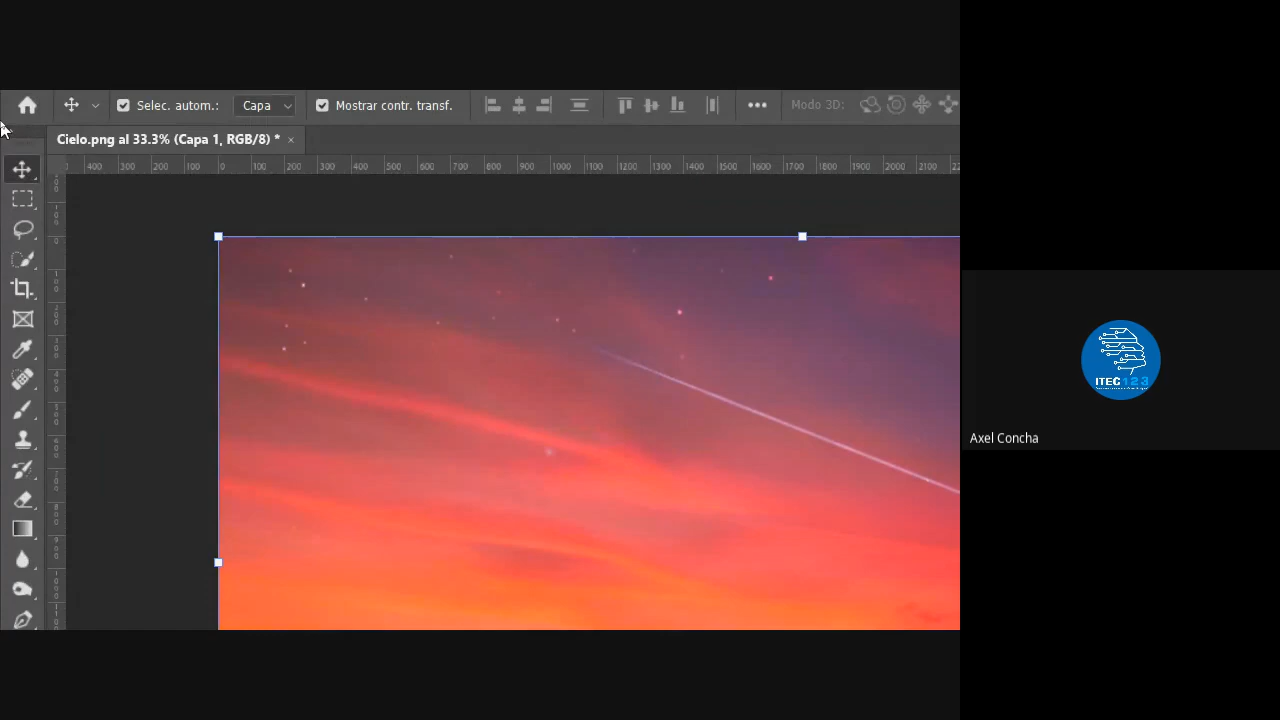 Selec. autom.: Capa Mostrar contr. transf. Modo 3D:
Cielo.png al 33.3% (Capa 1, RGB/8) * ×
400 300 200 100 0 100 200 300 400 500 600 700 800 900 1000 1100 1200 1300 1400 1500 1600 1700 1800 1900 2000 2100
ITEC123
Axel Concha